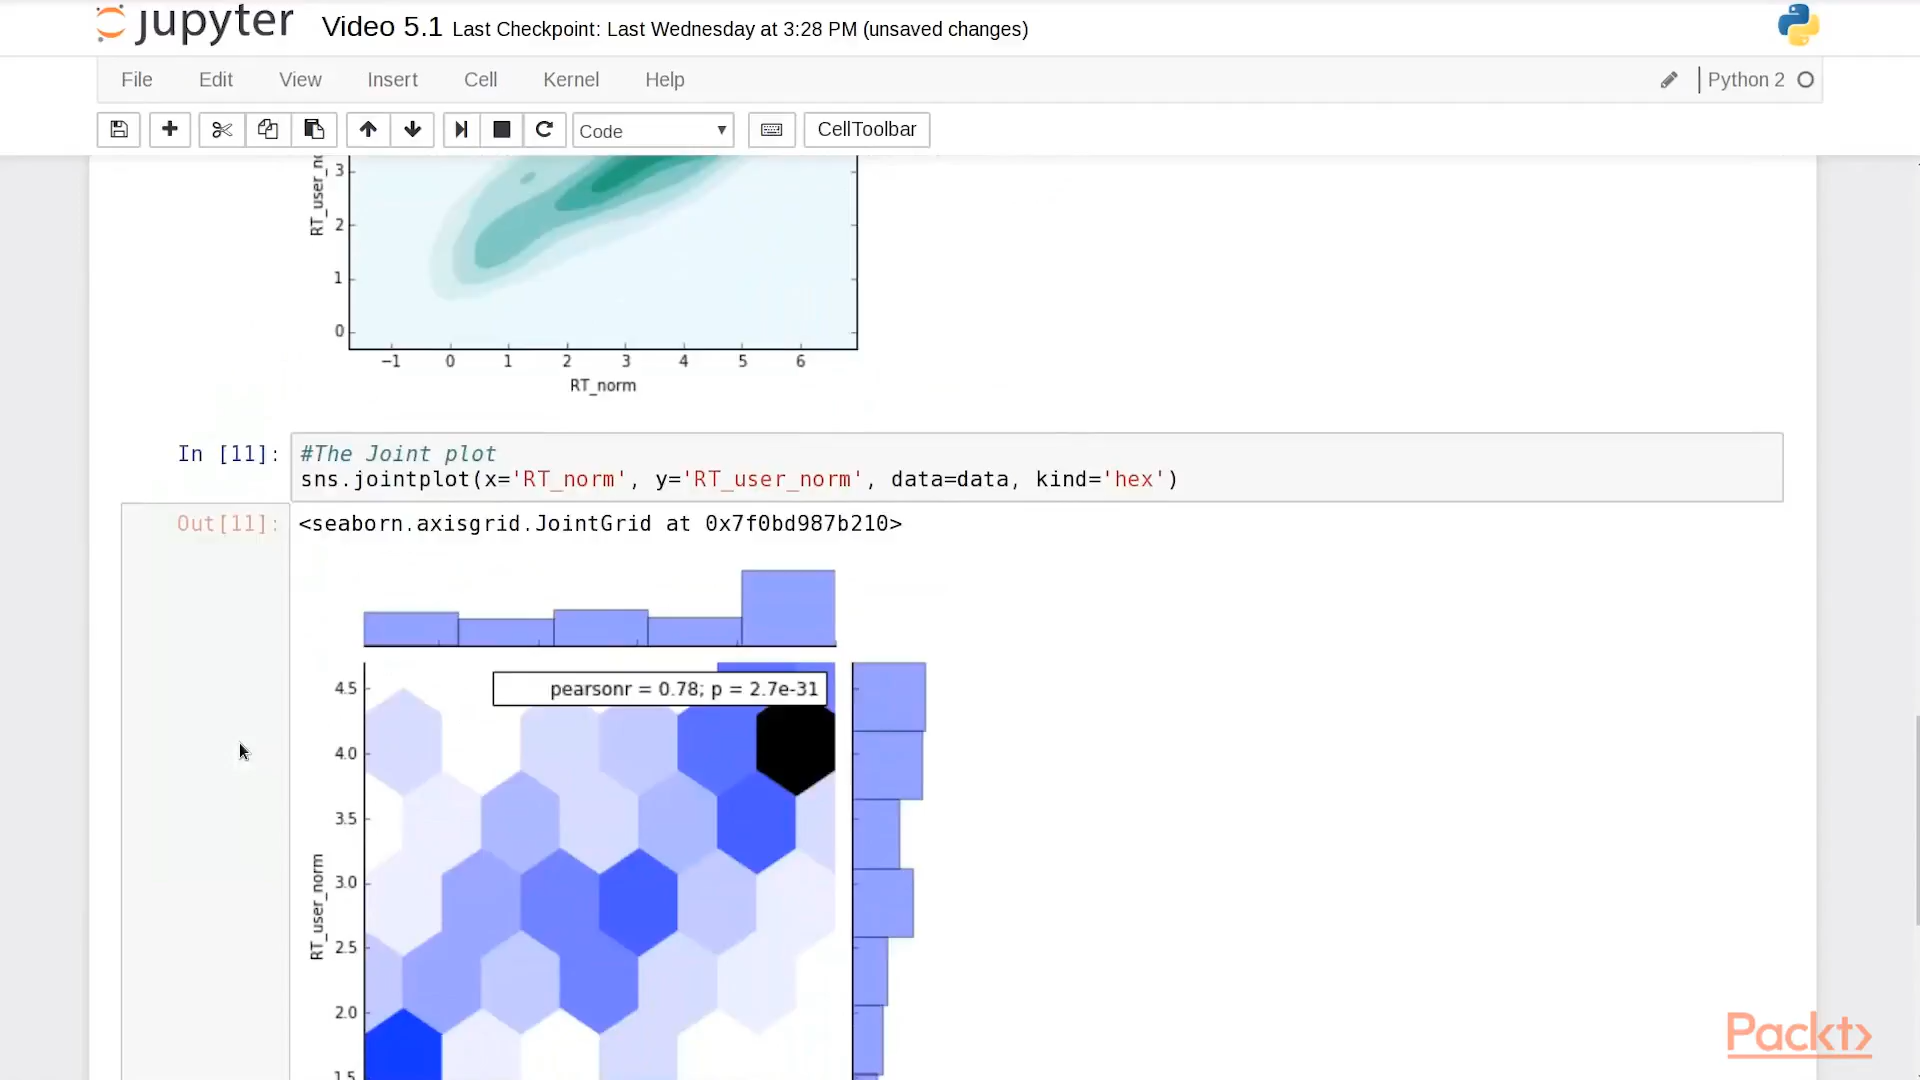 jupyter Video 5.1 Last Checkpoint: Last Wednesday at 3:28 PM (unsaved changes)
File Edit View Insert Cell Kernel Help Python 2
Code CellToolbar
3
2
1
0
RT_user_no
−1 0 1 2 3 4 5 6
RT_norm
In [11]: #The Joint plot
sns.jointplot(x='RT_norm', y='RT_user_norm', data=data, kind='hex')
Out[11]: <seaborn.axisgrid.JointGrid at 0x7f0bd987b210>
pearsonr = 0.78; p = 2.7e-31
4.5
4.0
3.5
3.0
2.5
2.0
1.5
RT_user_norm
Packt>